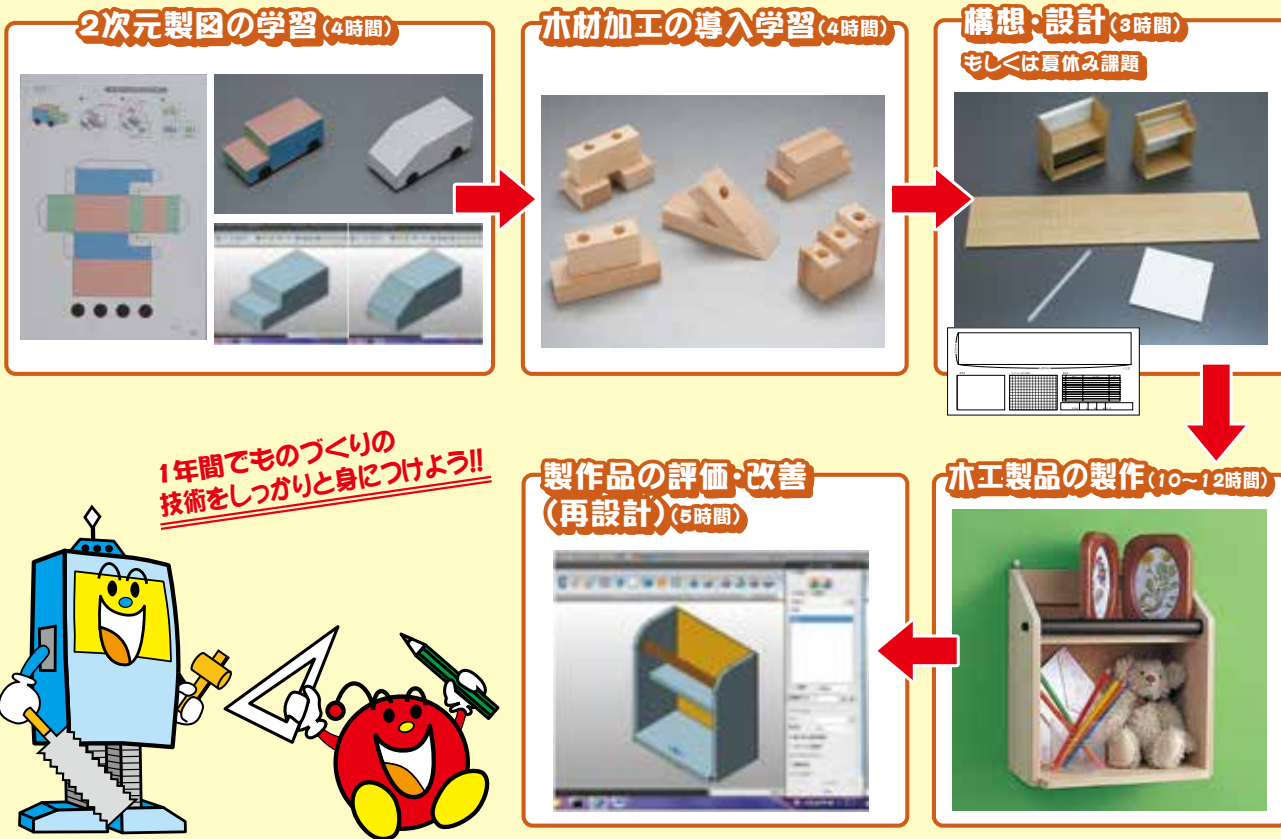 2次元製図の学習(4時間)
木材加工の導入学習(4時間)
構想・設計(3時間)
もしくは夏休み課題
1年間でものづくりの
技術をしっかりと身につけよう!!
製作品の評価・改善
(再設計)(5時間)
木工製品の製作(10〜12時間)